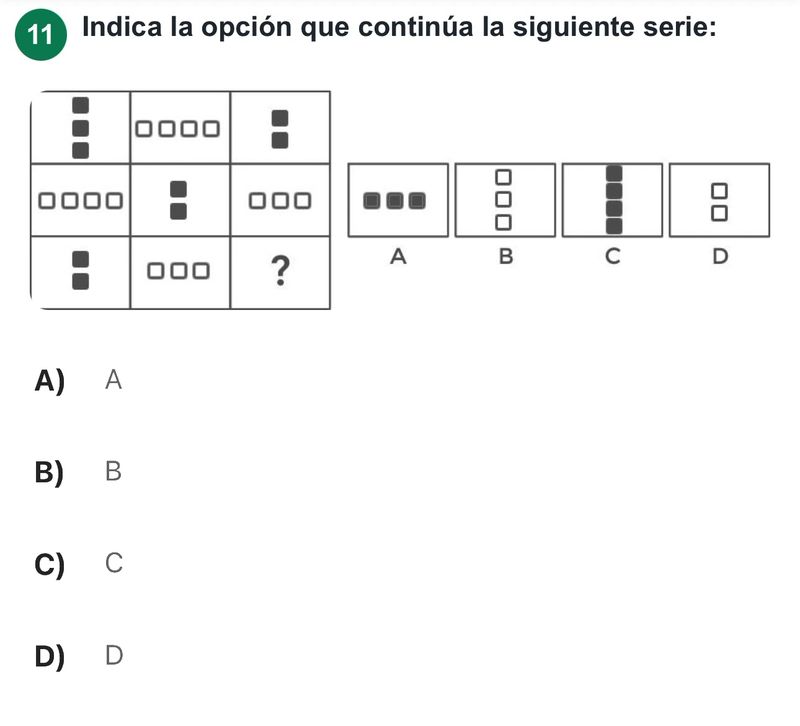 11 Indica la opción que continúa la siguiente serie:
?
A B C D
A) A
B) B
C) C
D) D